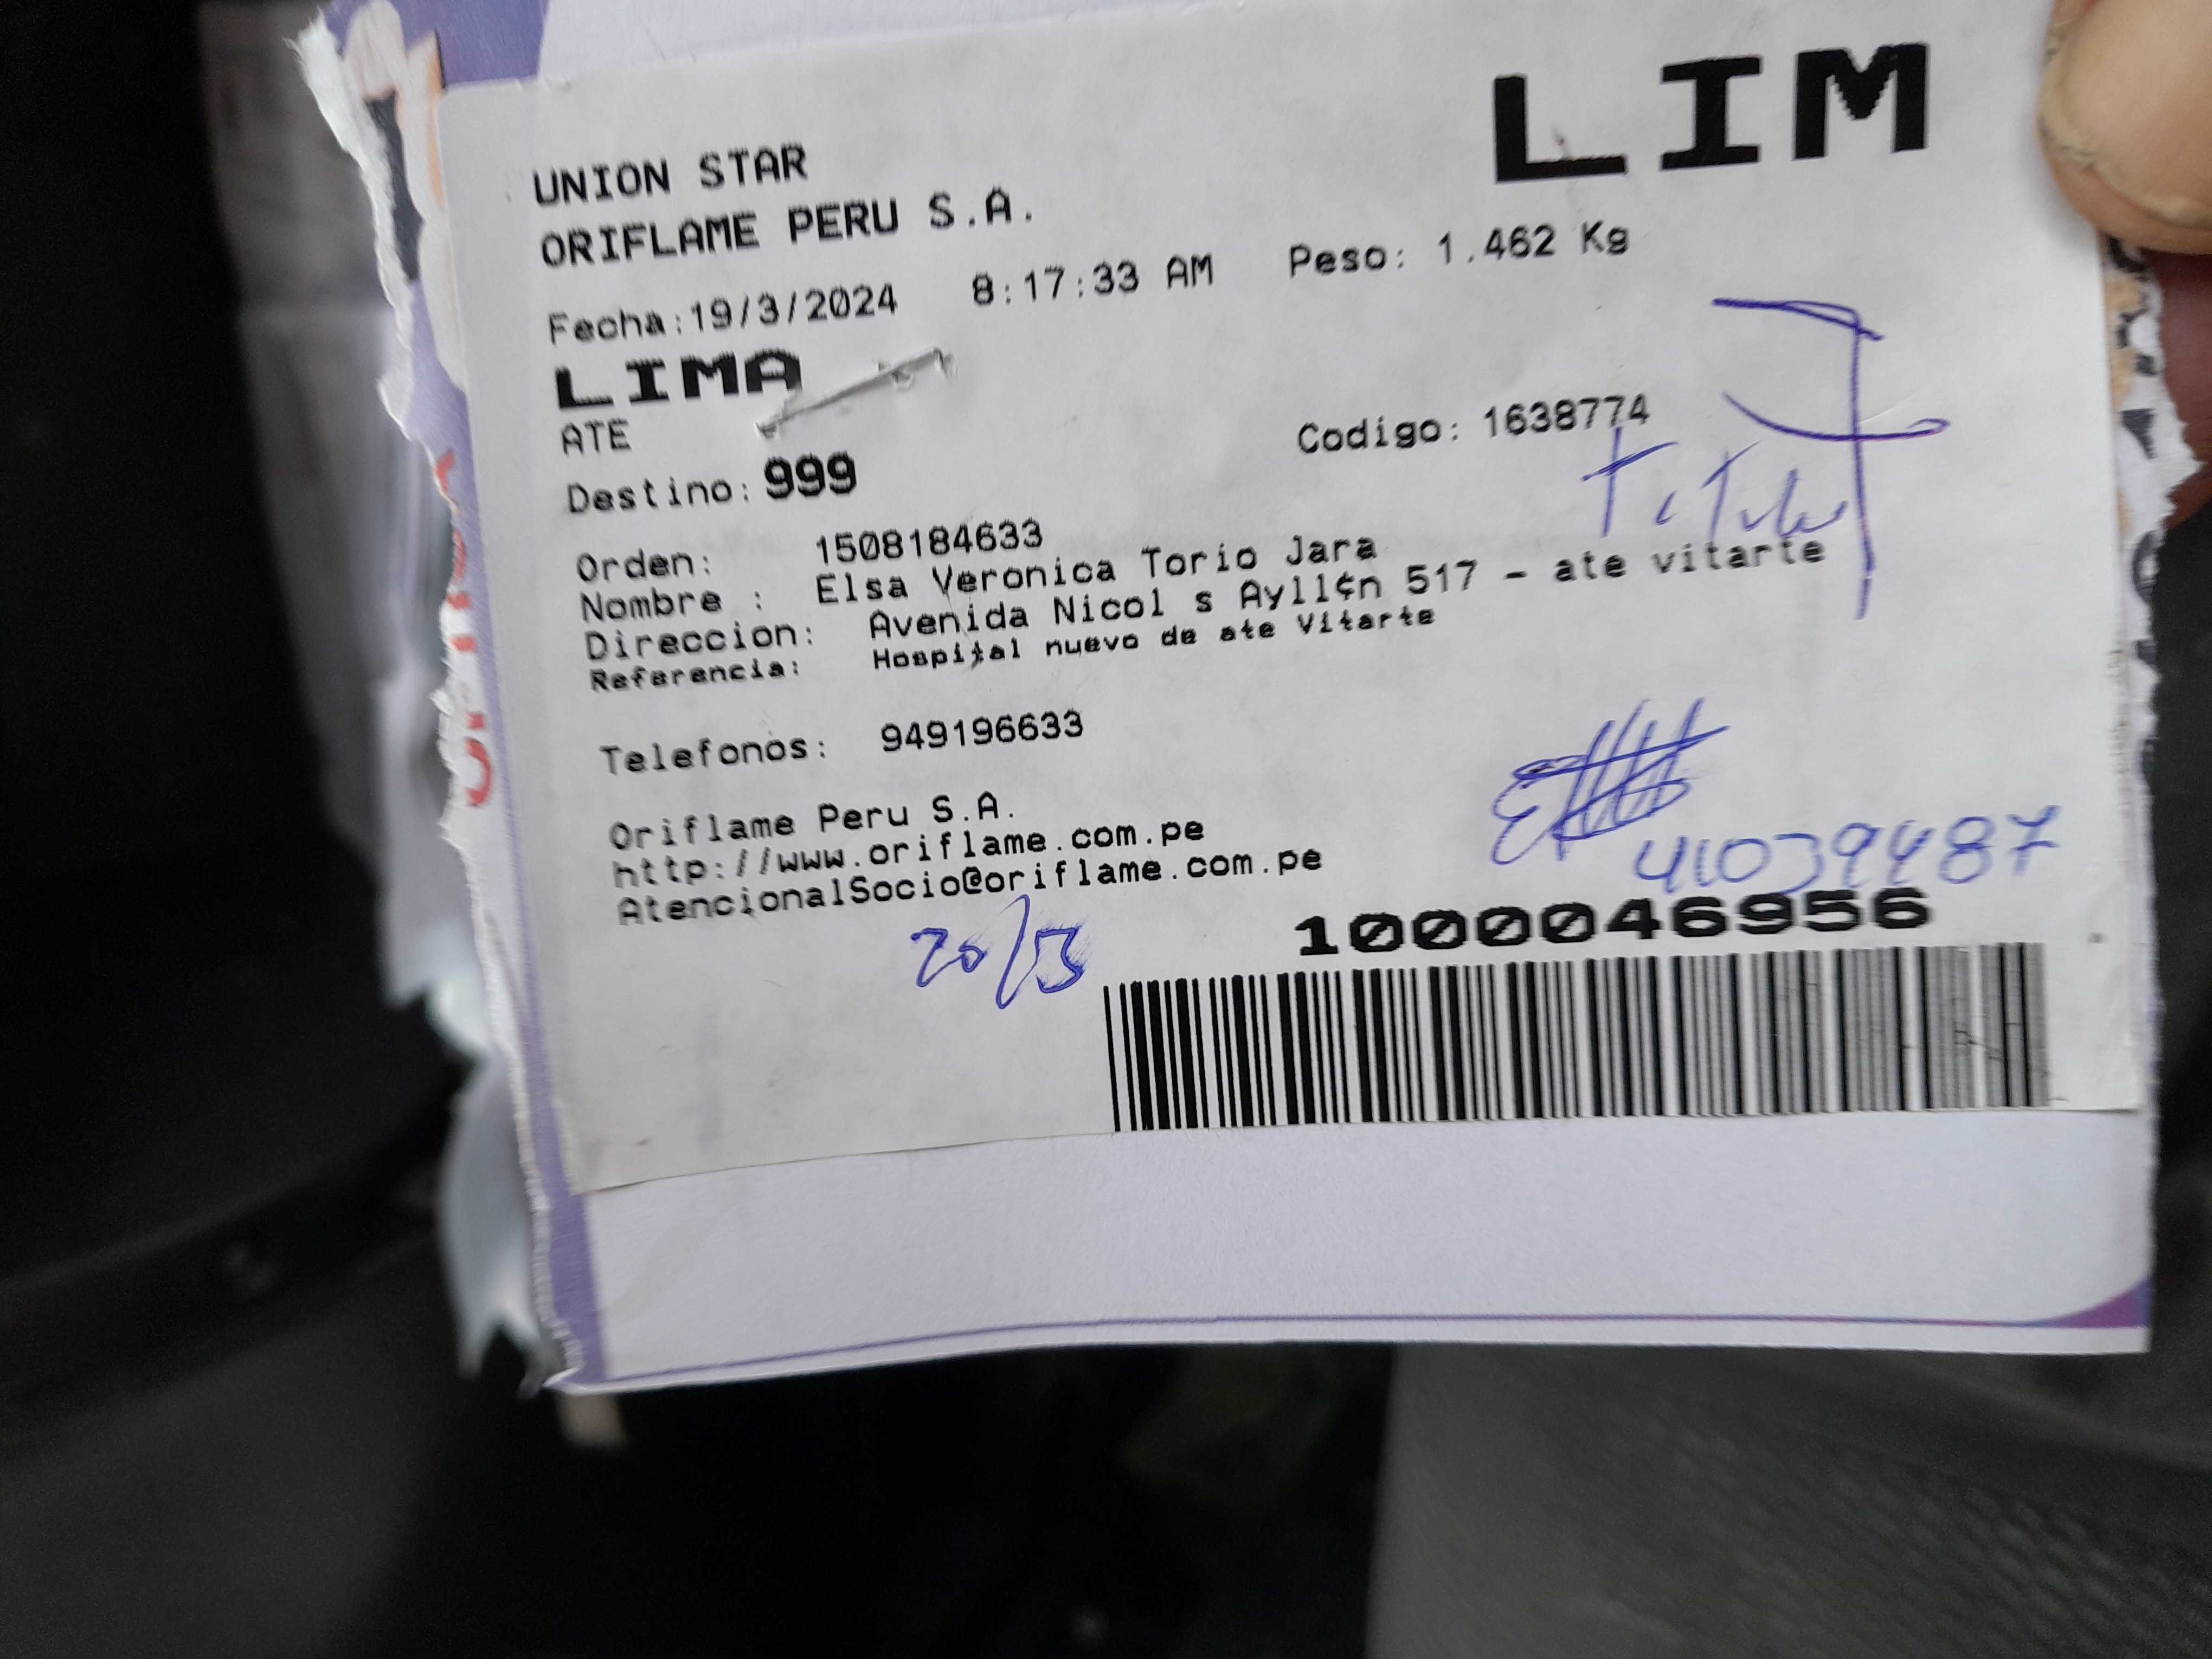 LIM
UNION STAR
ORIFLAME PERU S.A.
Fecha:19/3/2024 8:17:33 AM Peso: 1.462 Kg
LIMA
ATE
Codigo: 1638774
Destino: 999
Titular
Orden: 1508184633
Nombre : Elsa Veronica Torio Jara
Direccion: Avenida Nicol s Ayll¢n 517 - ate vitarte
Referencia: Hospital nuevo de ate Vitarte
Telefonos: 949196633
Oriflame Peru S.A.
http://www.oriflame.com.pe
AtencionalSocio@oriflame.com.pe
20/3
1000046956